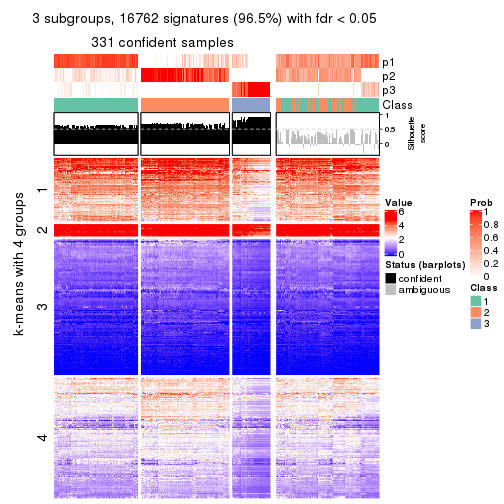 3 subgroups, 16762 signatures (96.5%) with fdr < 0.05
331 confident samples
p1
p2
p3
Class
1
0.5
0
Silhouette
score
k-means with 4 groups
1
2
3
4
Value
6
4
2
0
Status (barplots)
confident
ambiguous
Prob
1
0.8
0.6
0.4
0.2
0
Class
1
2
3